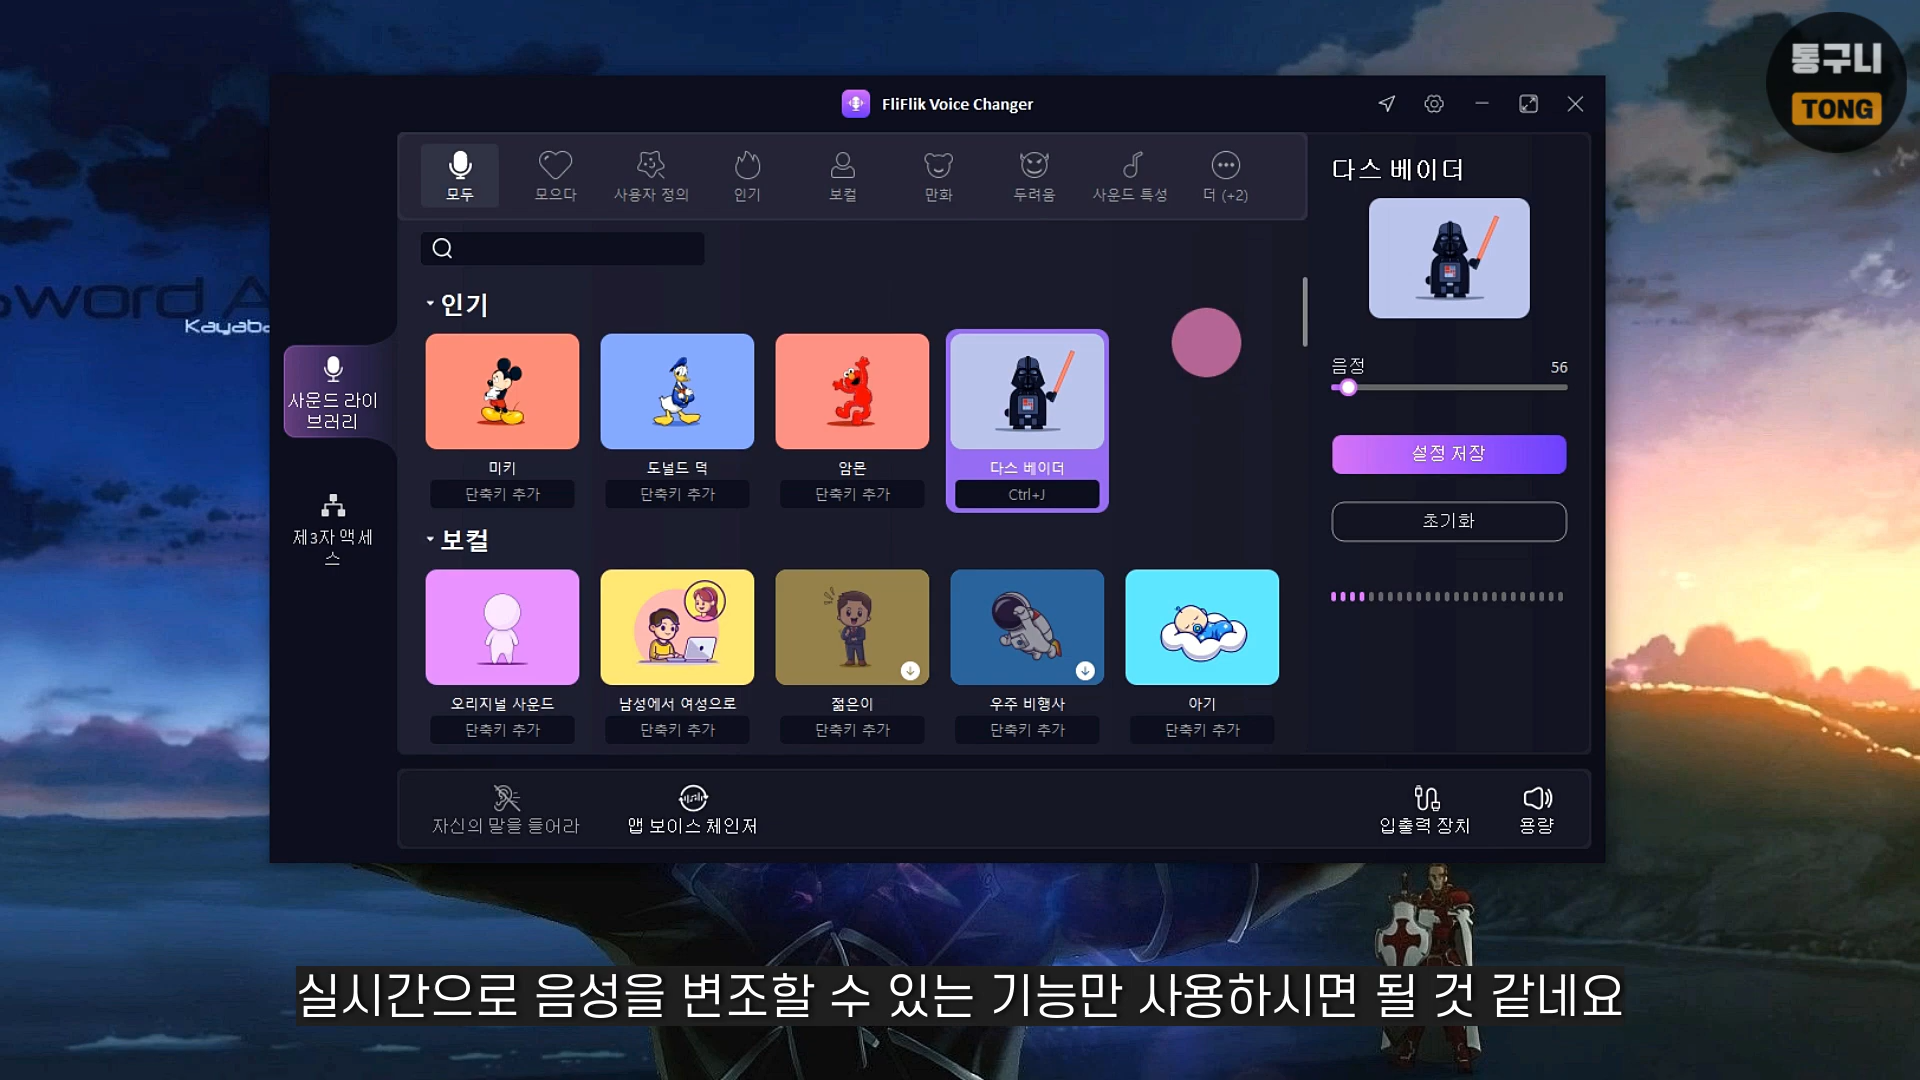 통구니
TONG
FliFlik Voice Changer
모두
모으다
사용자 정의
인기
보컬
만화
두려움
사운드 특성
더 (+2)
다스 베이더
Sword A
Kayaba
인기
음정
56
사운드 라이
브러리
미키
도널드 덕
암몬
다스 베이더
설정 저장
단축키 추가
단축키 추가
단축키 추가
Ctrl+J
초기화
제3자 액세
스
보컬
오리지널 사운드
남성에서 여성으로
젊은이
우주 비행사
아기
단축키 추가
단축키 추가
단축키 추가
단축키 추가
단축키 추가
자신의 말을 들어라
앱 보이스 체인저
입출력 장치
용량
실시간으로 음성을 변조할 수 있는 기능만 사용하시면 될 것 같네요